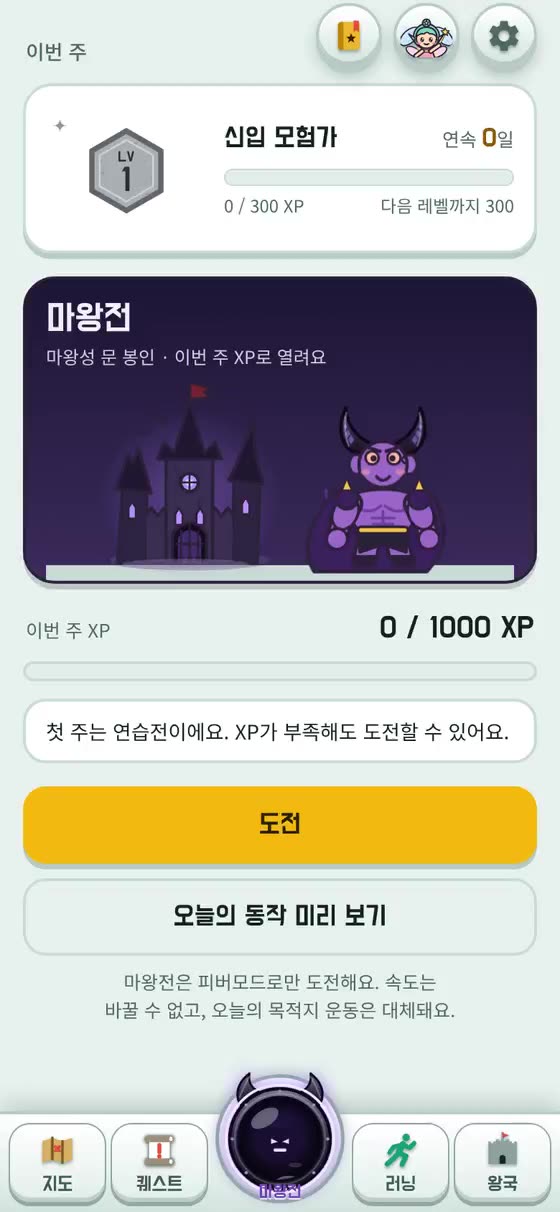 이번 주
LV
1
신입 모험가
연속 0일
0 / 300 XP
다음 레벨까지 300
마왕전
마왕성 문 봉인 · 이번 주 XP로 열려요
이번 주 XP
0 / 1000 XP
첫 주는 연습전이에요. XP가 부족해도 도전할 수 있어요.
도전
오늘의 동작 미리 보기
마왕전은 피버모드로만 도전해요. 속도는
바꿀 수 없고, 오늘의 목적지 운동은 대체돼요.
지도
퀘스트
마왕전
러닝
왕국